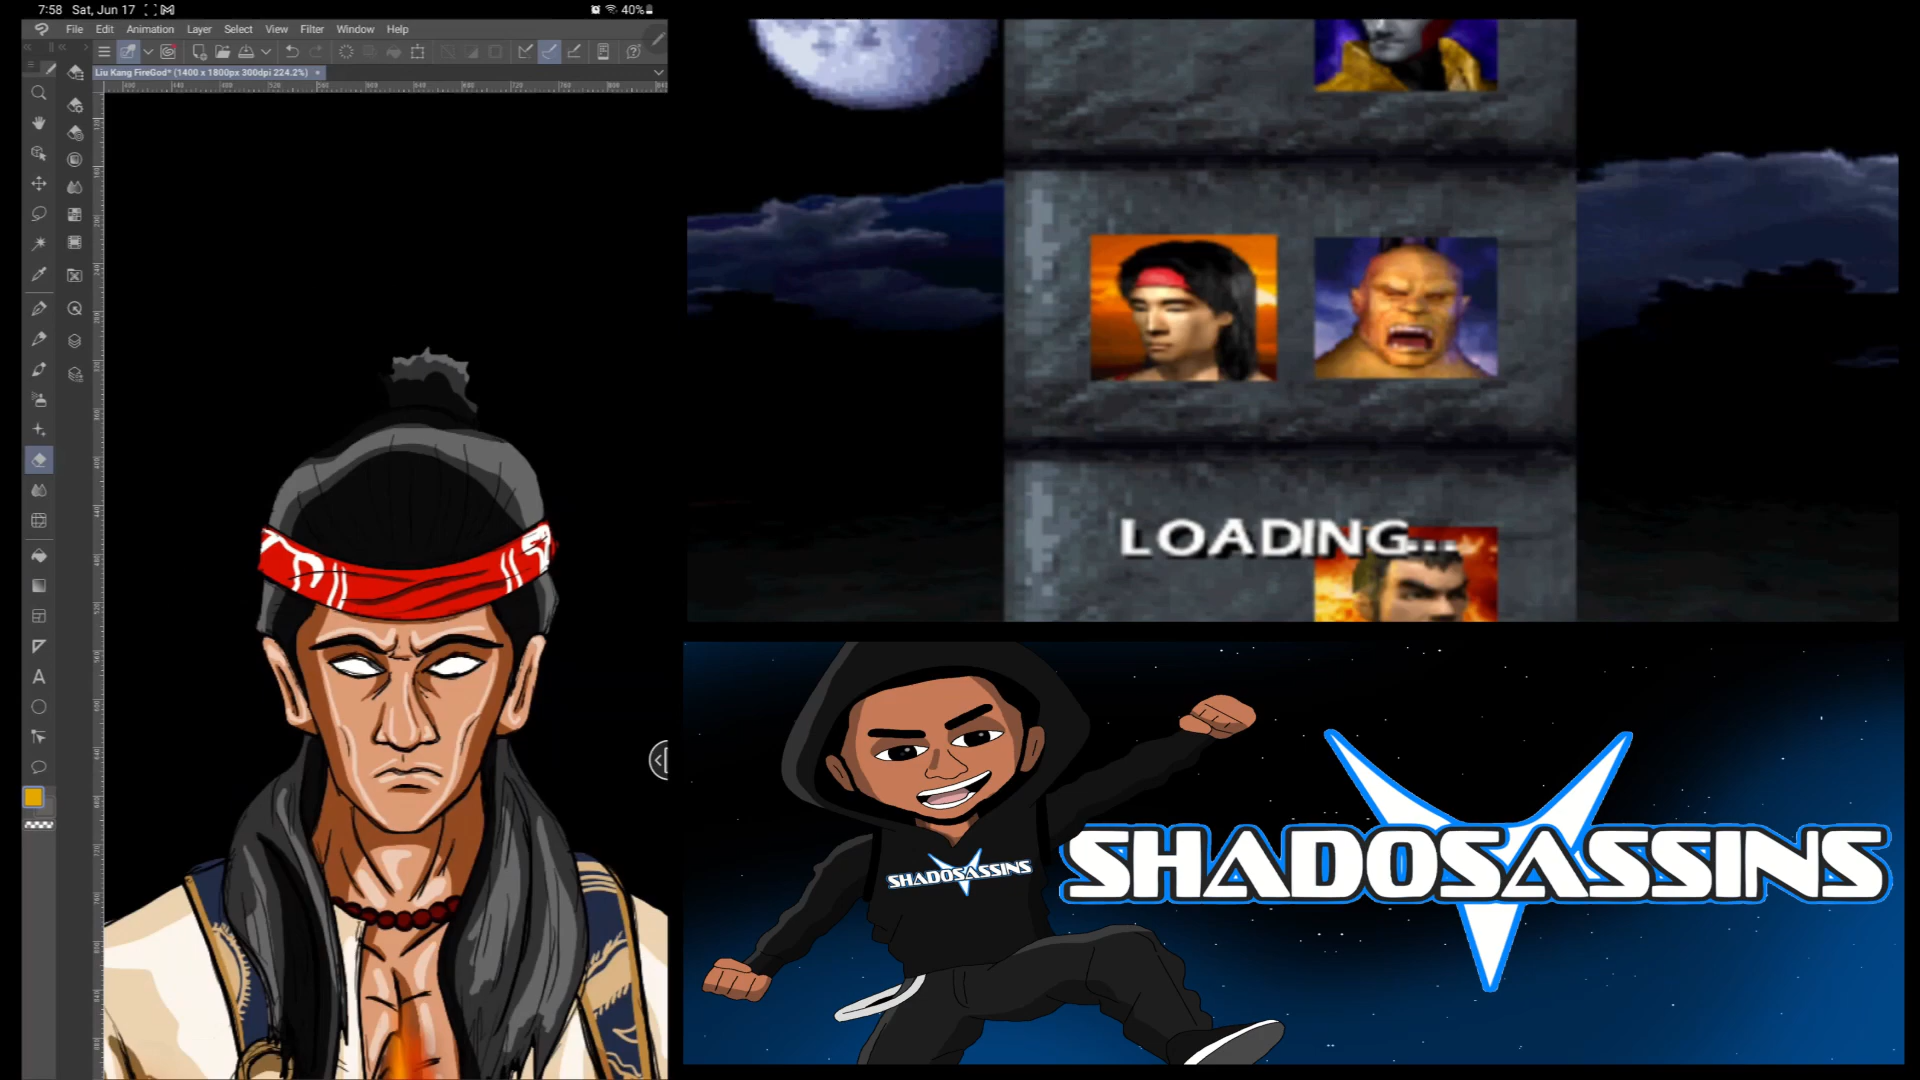 7:58 Sat, Jun 17
40%
File Edit Animation Layer Select View Filter Window Help
Liu Kang FireGod* (1400 x 1800px 300dpi 224.2%)
LOADING...
SHADOSASSINS
SHADOSASSINS